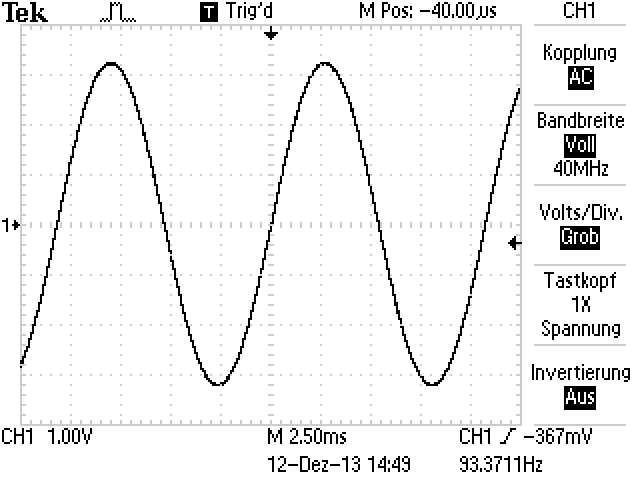 Tek T Trig'd M Pos: -40.00µs CH1
Kopplung
AC
Bandbreite
Voll
40MHz
Volts/Div.
Grob
1
Tastkopf
1X
Spannung
Invertierung
Aus
CH1 1.00V M 2.50ms CH1 -367mV
12-Dez-13 14:49 93.3711Hz